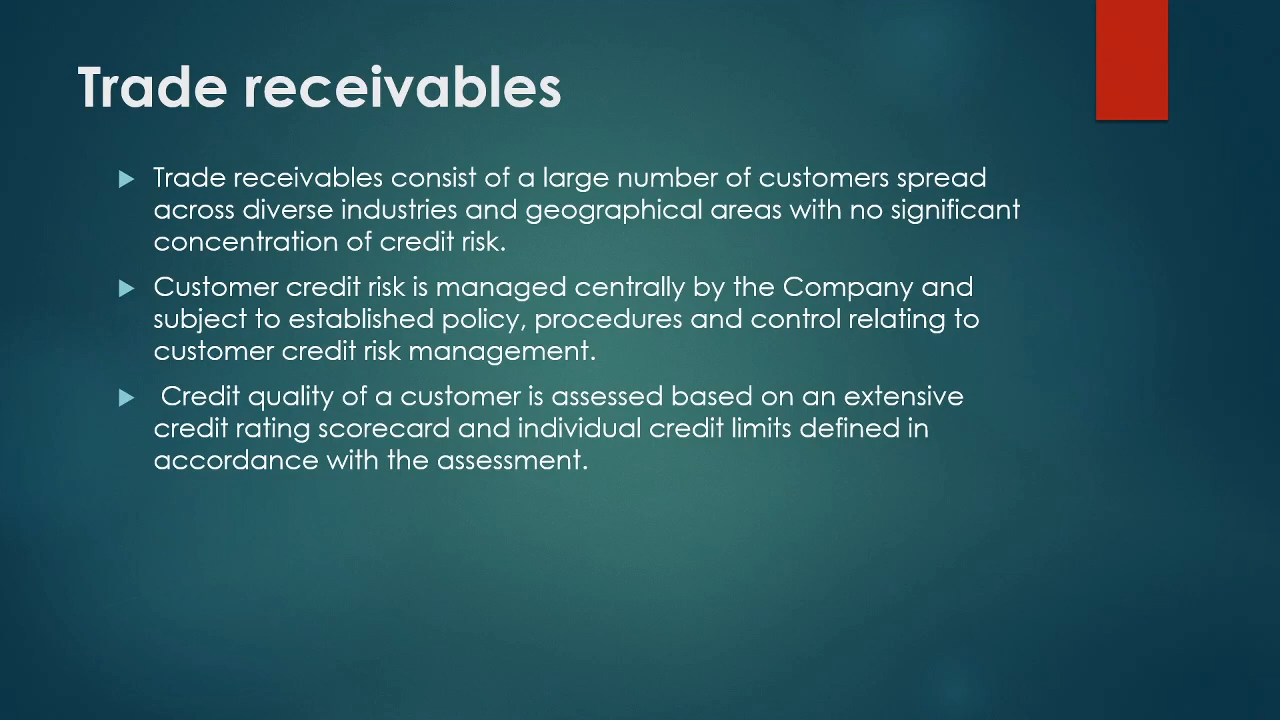 Trade receivables
Trade receivables consist of a large number of customers spread
across diverse industries and geographical areas with no significant
concentration of credit risk.
Customer credit risk is managed centrally by the Company and
subject to established policy, procedures and control relating to
customer credit risk management.
Credit quality of a customer is assessed based on an extensive
credit rating scorecard and individual credit limits defined in
accordance with the assessment.